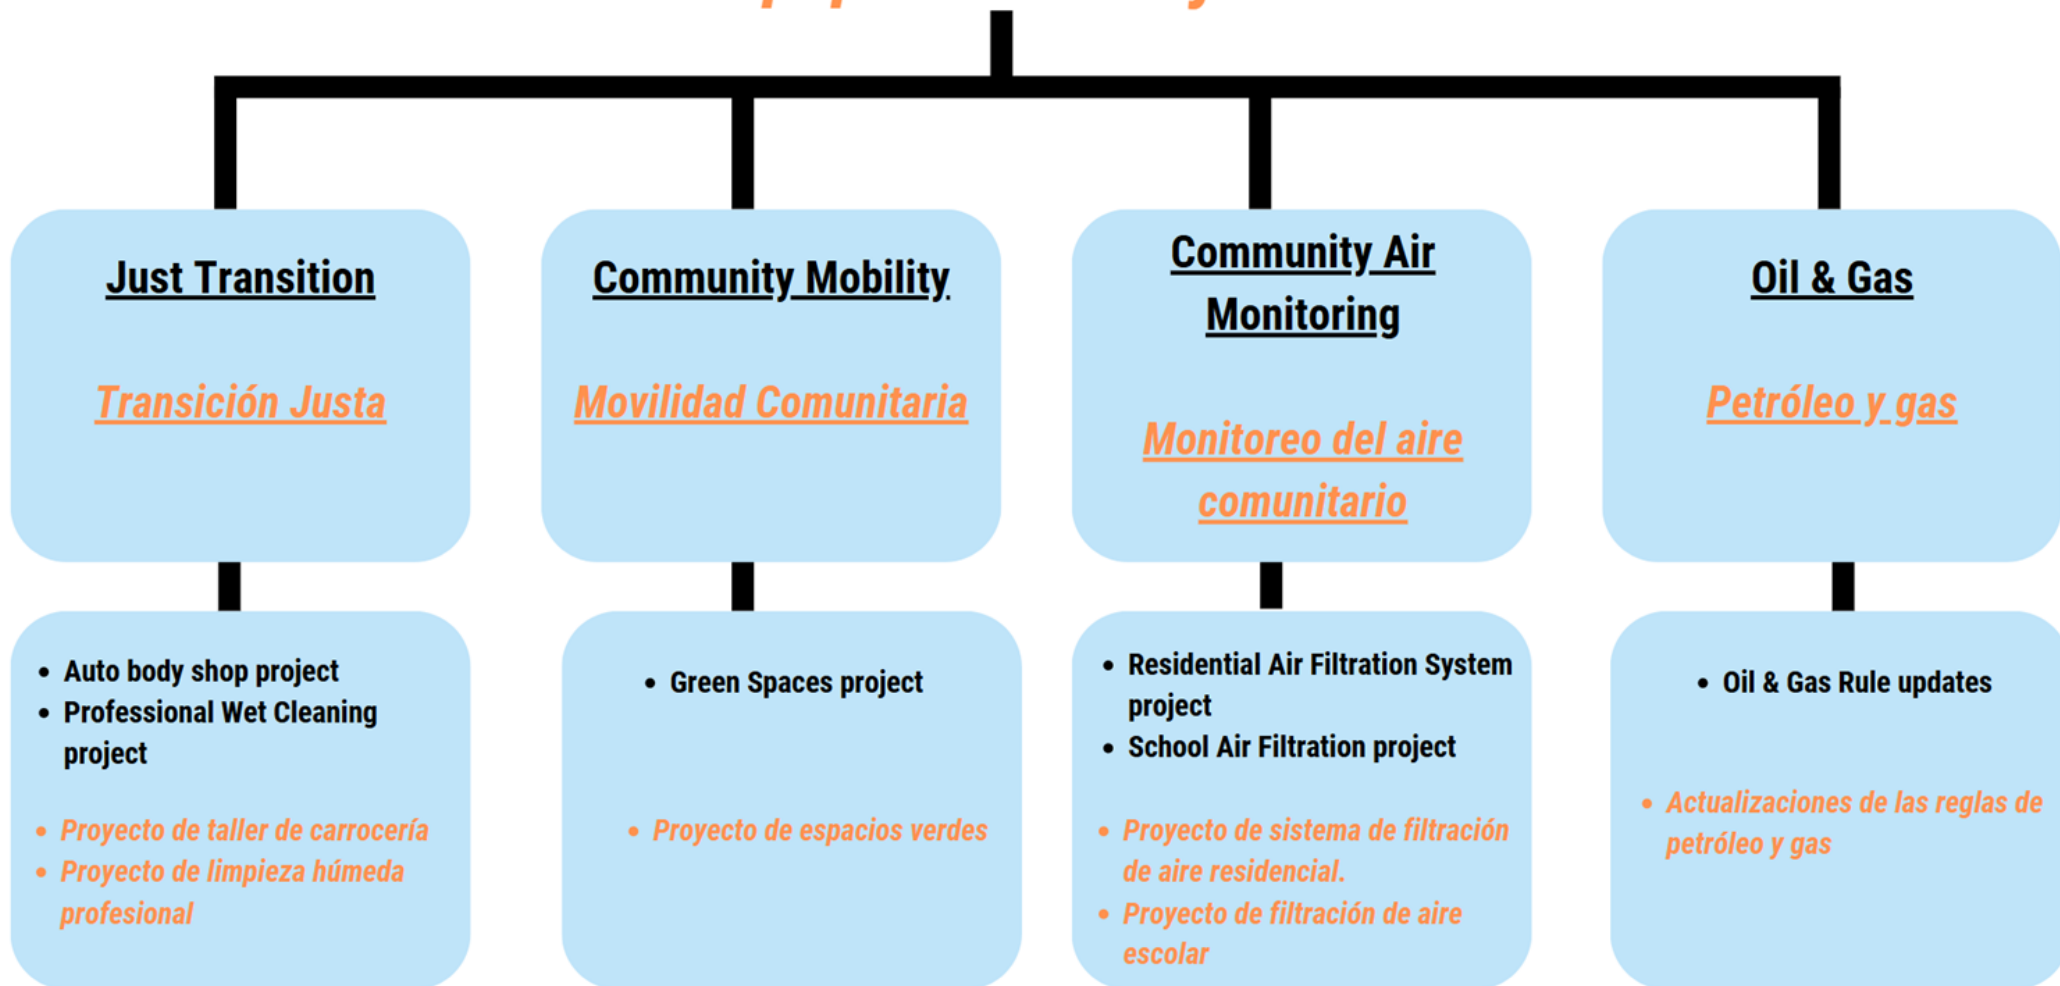 Just Transition
Transición Justa
Community Mobility
Movilidad Comunitaria
Community Air
Monitoring
Monitoreo del aire
comunitario
Oil & Gas
Petróleo y gas
• Auto body shop project
• Professional Wet Cleaning
project
• Proyecto de taller de carrocería
• Proyecto de limpieza húmeda
profesional
• Green Spaces project
• Proyecto de espacios verdes
• Residential Air Filtration System
project
• School Air Filtration project
• Proyecto de sistema de filtración
de aire residencial.
• Proyecto de filtración de aire
escolar
• Oil & Gas Rule updates
• Actualizaciones de las reglas de
petróleo y gas